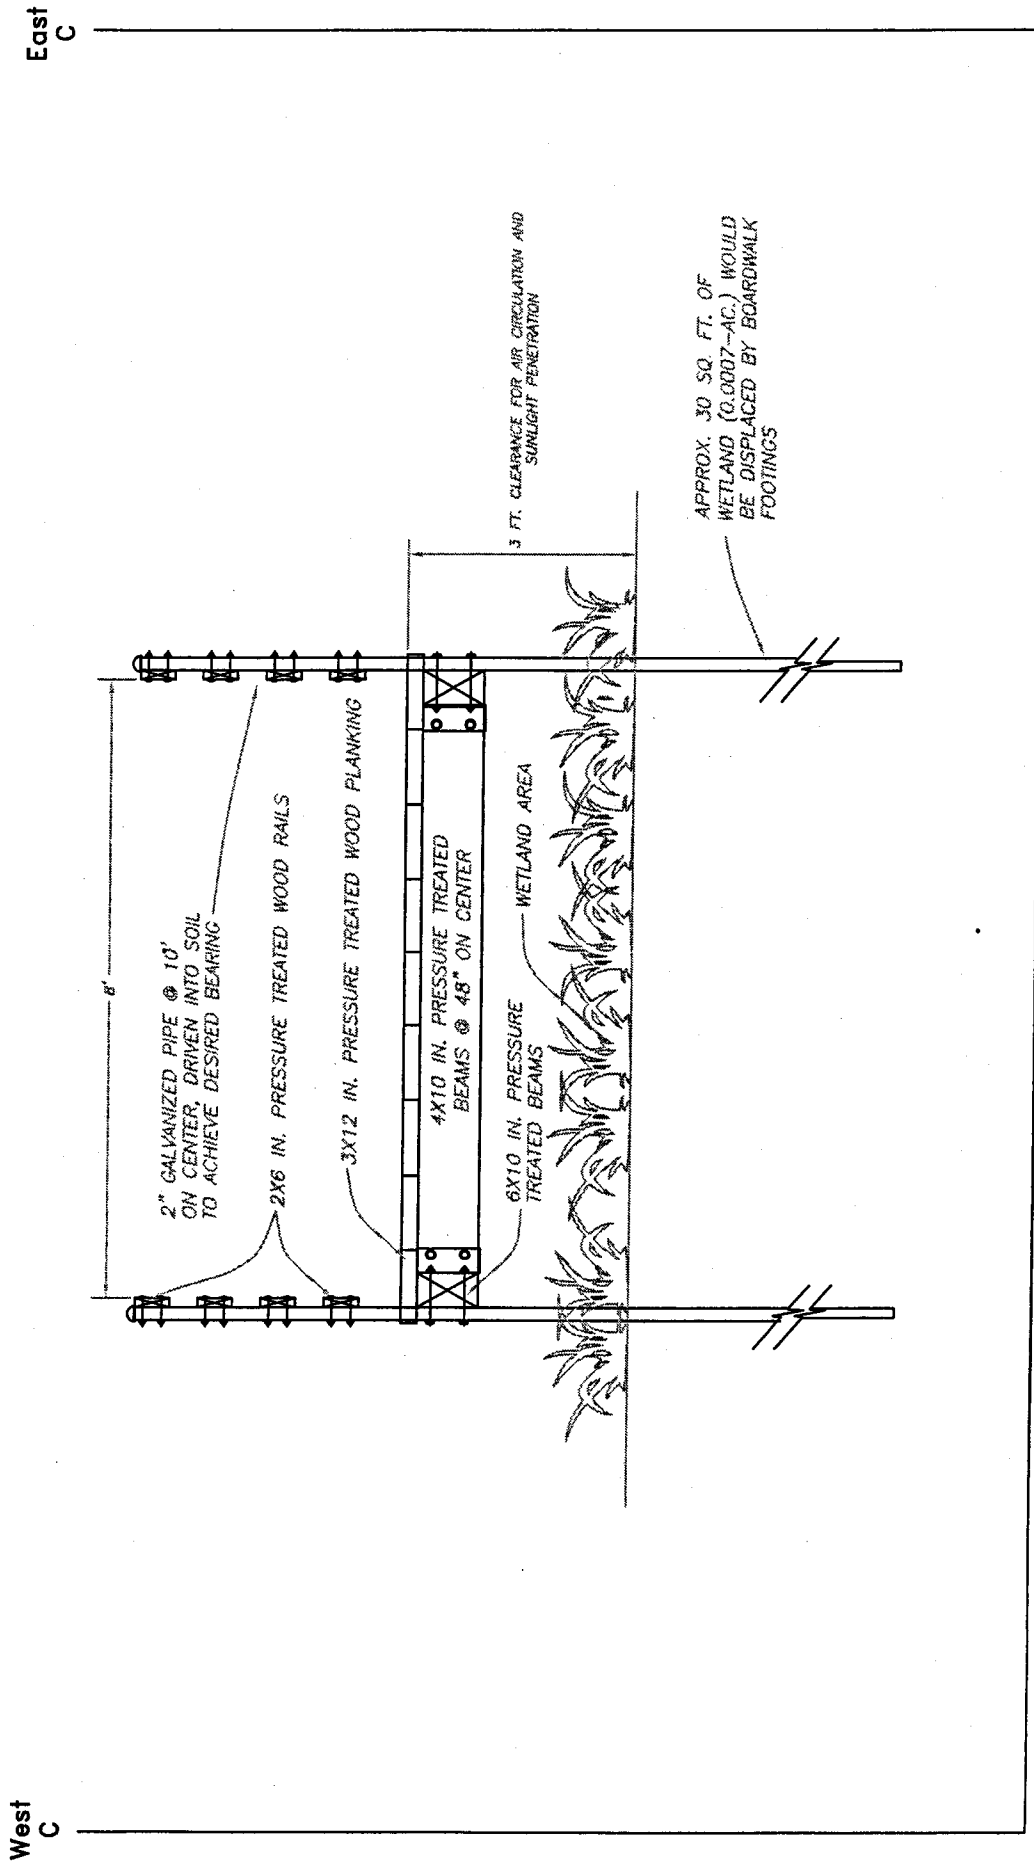 West
C
East
C
8'
2" GALVANIZED PIPE @ 10'
ON CENTER, DRIVEN INTO SOIL
TO ACHIEVE DESIRED BEARING
2X6 IN. PRESSURE TREATED WOOD RAILS
3X12 IN. PRESSURE TREATED WOOD PLANKING
4X10 IN. PRESSURE TREATED
BEAMS @ 48" ON CENTER
6X10 IN. PRESSURE
TREATED BEAMS
WETLAND AREA
3 FT. CLEARANCE FOR AIR CIRCULATION AND
SUNLIGHT PENETRATION
APPROX. 30 SQ. FT. OF
WETLAND (0.0007-AC.) WOULD
BE DISPLACED BY BOARDWALK
FOOTINGS